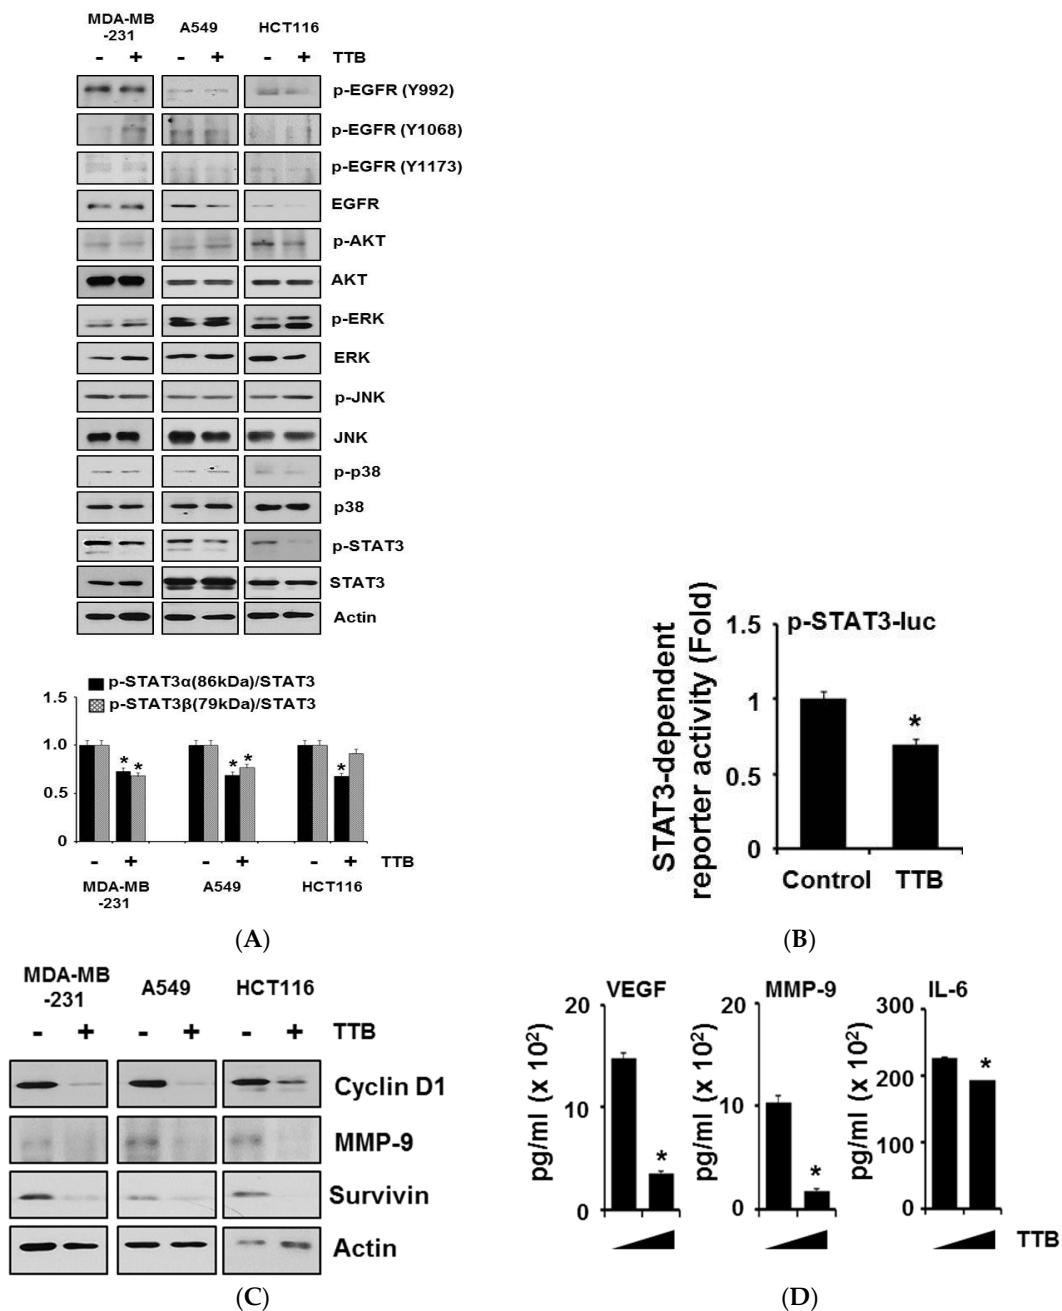 MDA-MB
-231
A549
HCT116
- + - + - + TTB
p-EGFR (Y992)
p-EGFR (Y1068)
p-EGFR (Y1173)
EGFR
p-AKT
AKT
p-ERK
ERK
p-JNK
JNK
p-p38
p38
p-STAT3
STAT3
Actin
p-STAT3α(86kDa)/STAT3
p-STAT3β(79kDa)/STAT3
1.5
1.0
0.5
0
* * * * *
- + - + - + TTB
MDA-MB
-231
A549
HCT116
(A)
STAT3-dependent
reporter activity (Fold)
p-STAT3-luc
1.5
1
0.5
0
*
Control TTB
(B)
MDA-MB
-231
A549
HCT116
- + - + - + TTB
Cyclin D1
MMP-9
Survivin
Actin
(C)
VEGF
pg/ml (x 10²)
20
10
0
*
MMP-9
pg/ml (x 10²)
20
10
0
*
IL-6
pg/ml (x 10²)
300
200
100
0
*
TTB
(D)